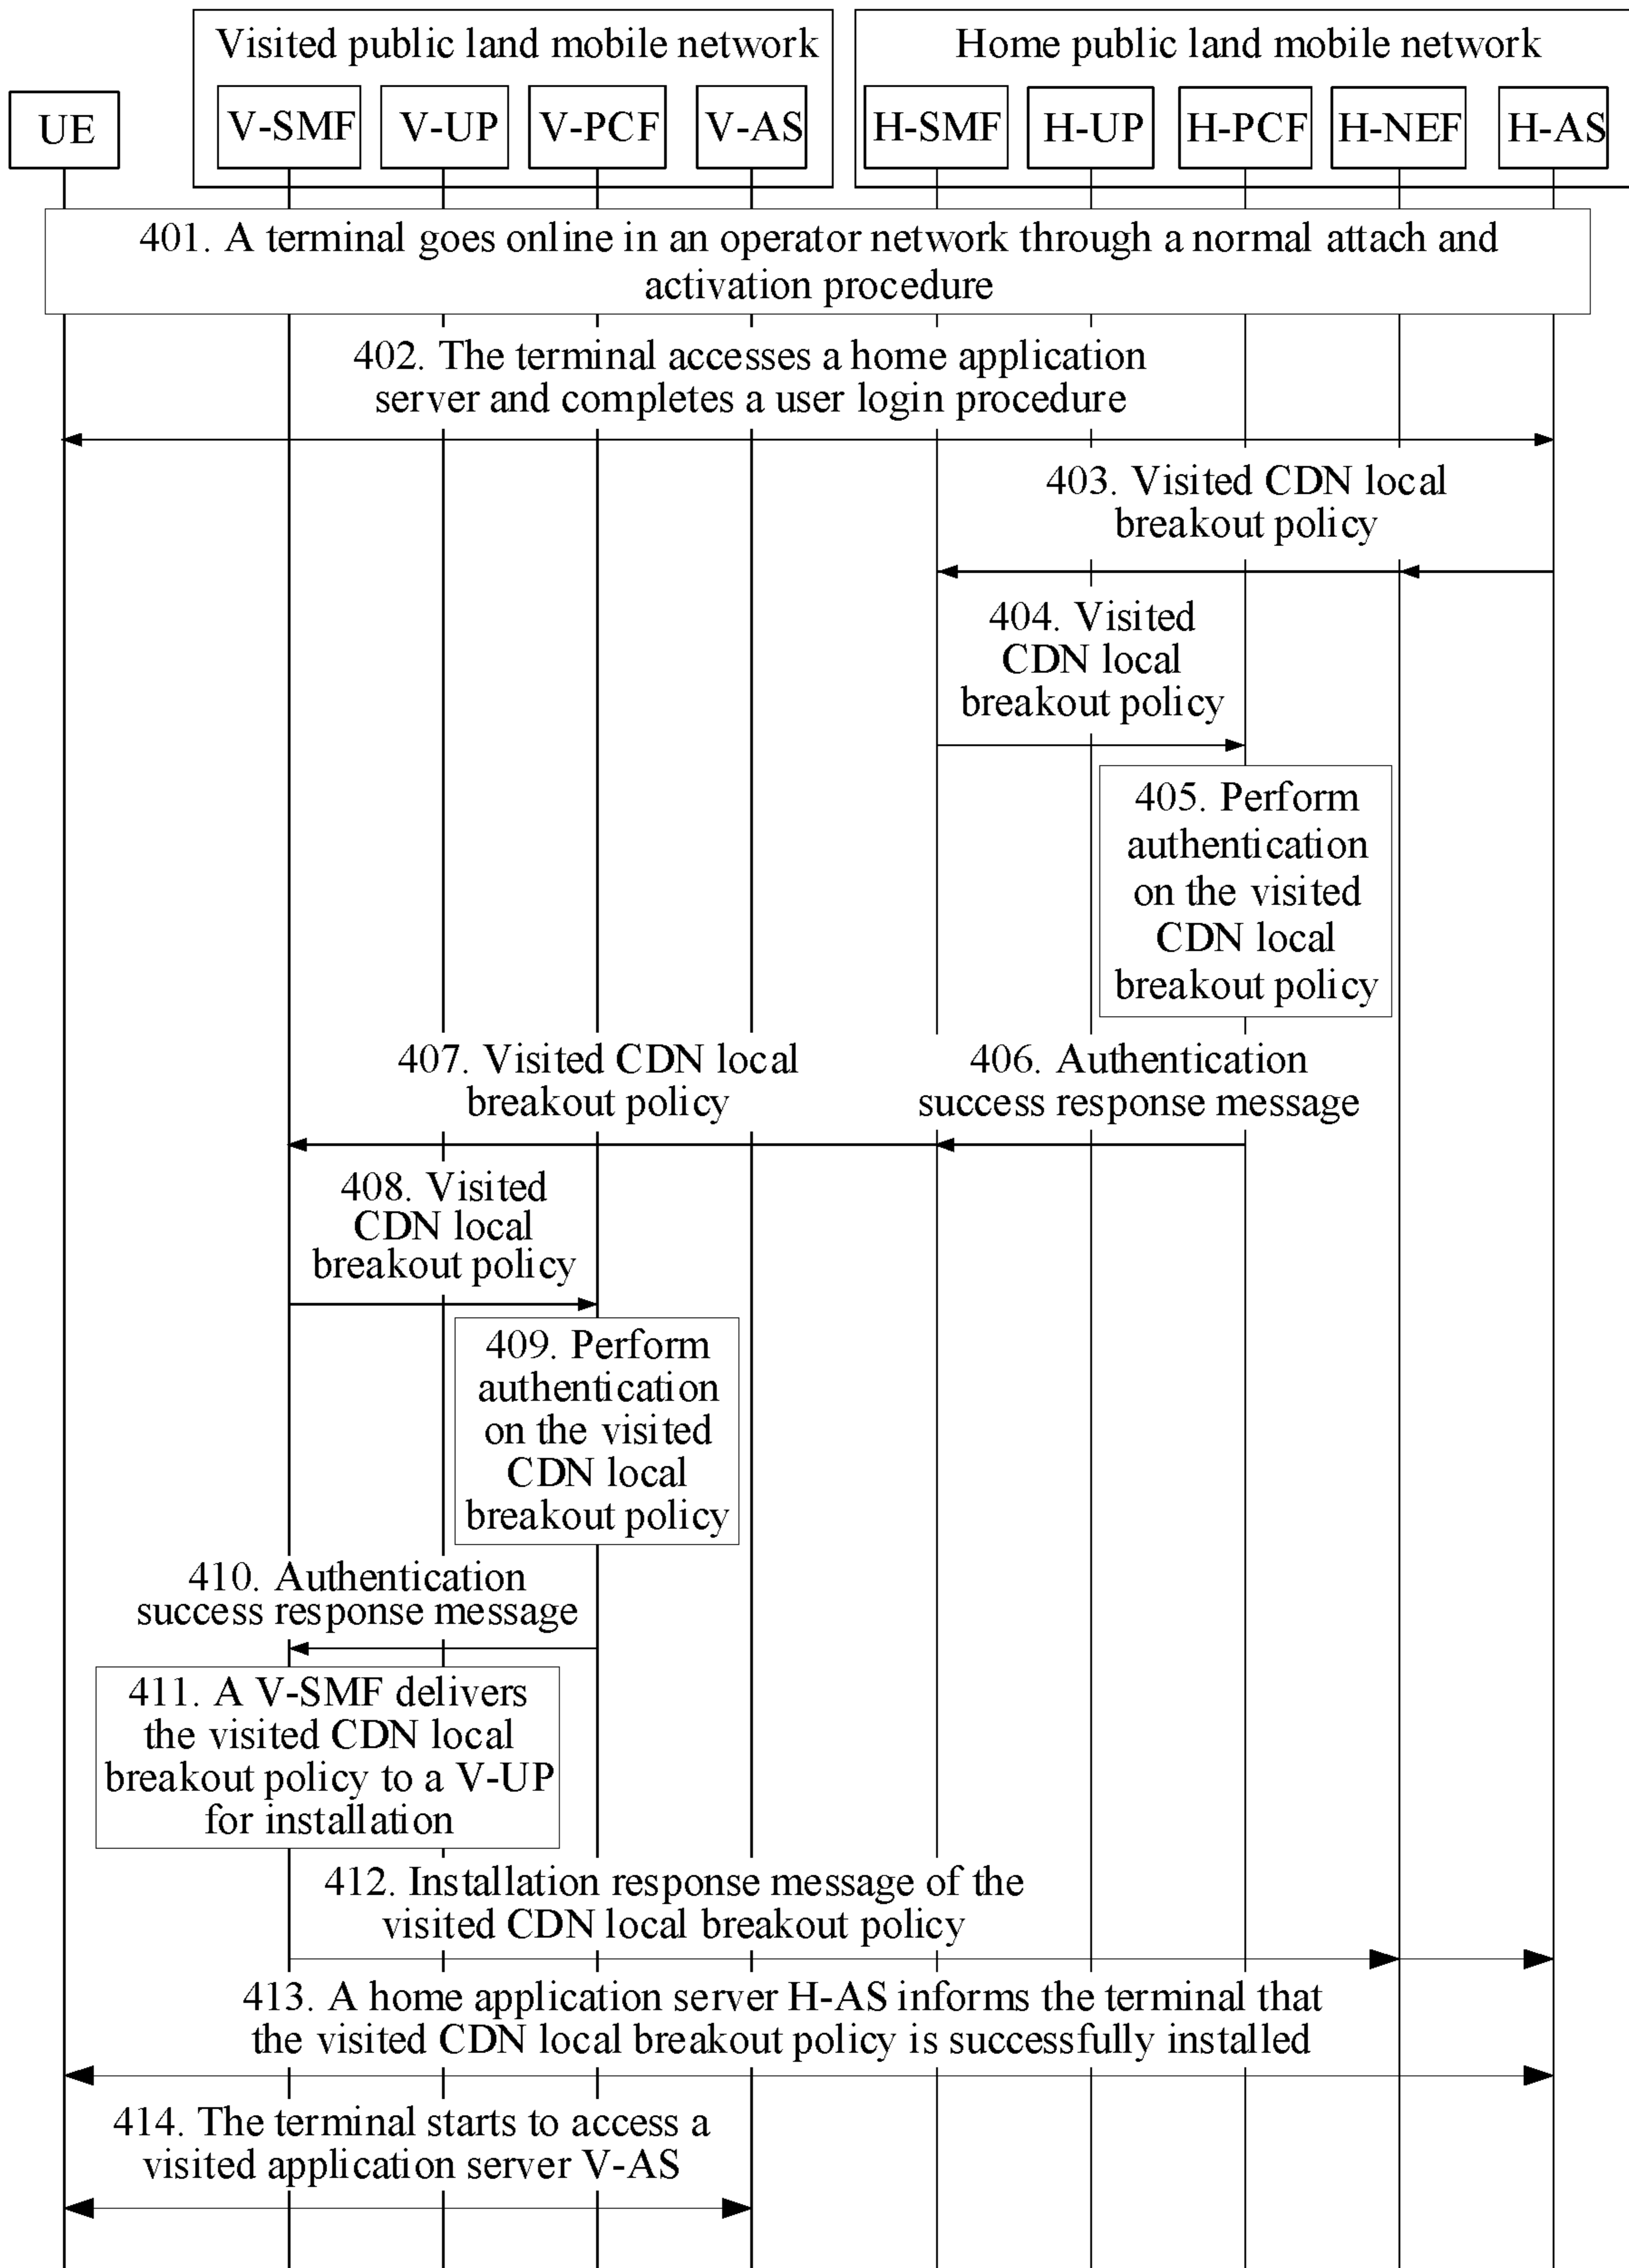 Visited public land mobile network
Home public land mobile network
UE
V-SMF
V-UP
V-PCF
V-AS
H-SMF
H-UP
H-PCF
H-NEF
H-AS
401. A terminal goes online in an operator network through a normal attach and
activation procedure
402. The terminal accesses a home application
server and completes a user login procedure
403. Visited CDN local
breakout policy
404. Visited
CDN local
breakout policy
405. Perform
authentication
on the visited
CDN local
breakout policy
407. Visited CDN local
breakout policy
406. Authentication
success response message
408. Visited
CDN local
breakout policy
409. Perform
authentication
on the visited
CDN local
breakout policy
410. Authentication
success response message
411. A V-SMF delivers
the visited CDN local
breakout policy to a V-UP
for installation
412. Installation response message of the
visited CDN local breakout policy
413. A home application server H-AS informs the terminal that
the visited CDN local breakout policy is successfully installed
414. The terminal starts to access a
visited application server V-AS